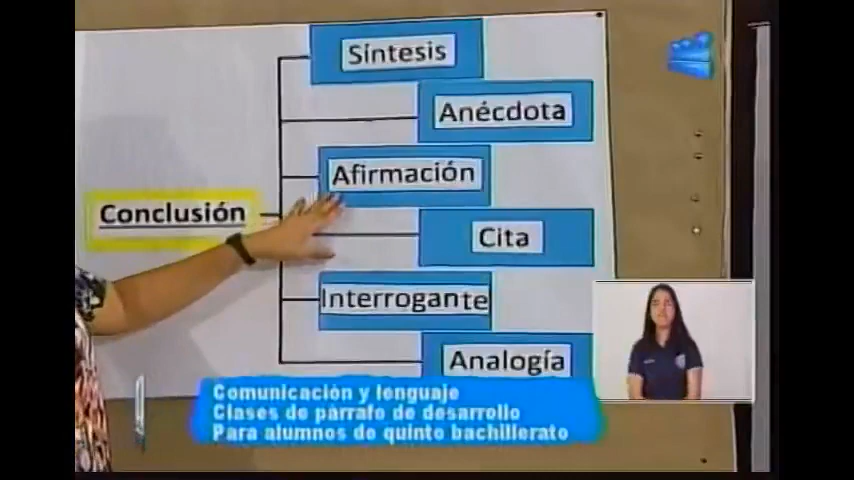 Síntesis
Anécdota
Afirmación
Conclusión
Cita
Interrogante
Analogía
Comunicación y lenguaje
Clases de párrafo de desarrollo
Para alumnos de quinto bachillerato